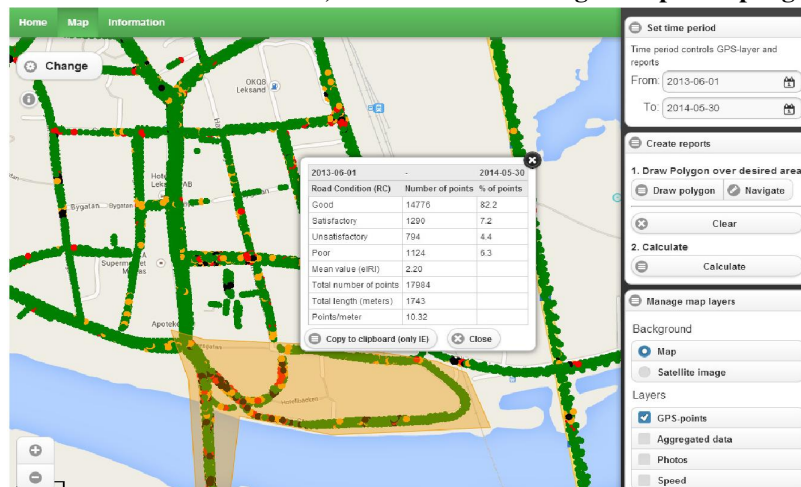 Home Map Information
Change
OKQ8
Leksand
Bygatan
Bygatan
Apotek
2013-06-01 - 2014-05-30
Road Condition (RC) Number of points % of points
Good 14776 82.2
Satisfactory 1290 7.2
Unsatisfactory 794 4.4
Poor 1124 6.3
Mean value (eIRI) 2.20
Total number of points 17984
Total length (meters) 1743
Points/meter 10.32
Copy to clipboard (only IE) Close
Set time period
Time period controls GPS-layer and
reports
From: 2013-06-01
To: 2014-05-30
Create reports
1. Draw Polygon over desired area
Draw polygon Navigate
Clear
2. Calculate
Calculate
Manage map layers
Background
Map
Satellite image
Layers
GPS-points
Aggregated data
Photos
Speed